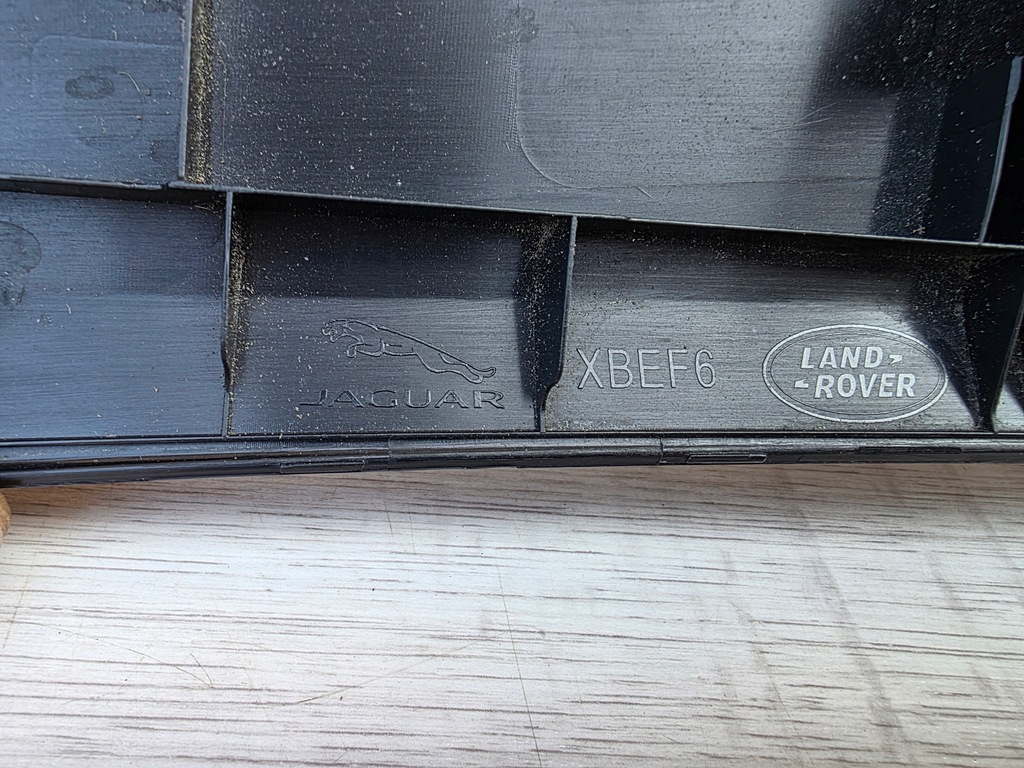 JAGUAR
XBEF6
LAND-
-ROVER